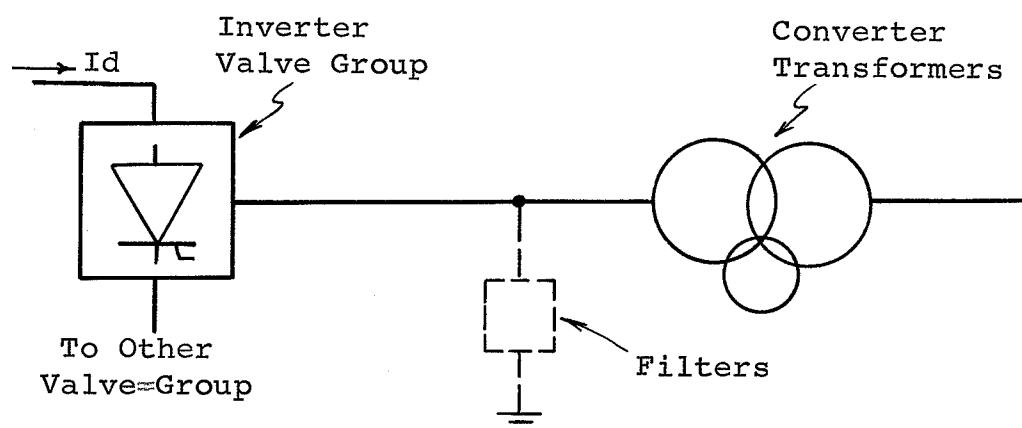 Inverter
Valve Group
Converter
Transformers
Id
To Other
Valve=Group
Filters